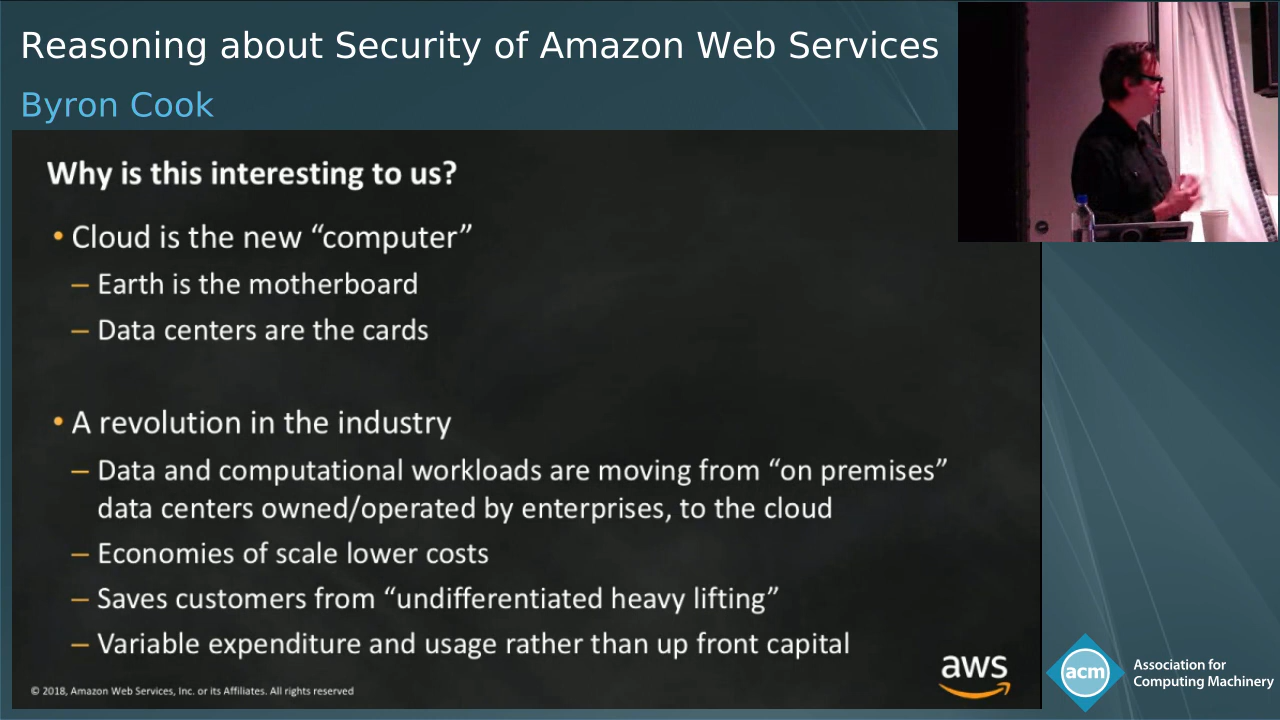 Reasoning about Security of Amazon Web Services
Byron Cook
Why is this interesting to us?
• Cloud is the new “computer”
– Earth is the motherboard
– Data centers are the cards
• A revolution in the industry
– Data and computational workloads are moving from “on premises”
data centers owned/operated by enterprises, to the cloud
– Economies of scale lower costs
– Saves customers from “undifferentiated heavy lifting”
– Variable expenditure and usage rather than up front capital
© 2018, Amazon Web Services, Inc. or its Affiliates. All rights reserved
aws
acm
Association for
Computing Machinery